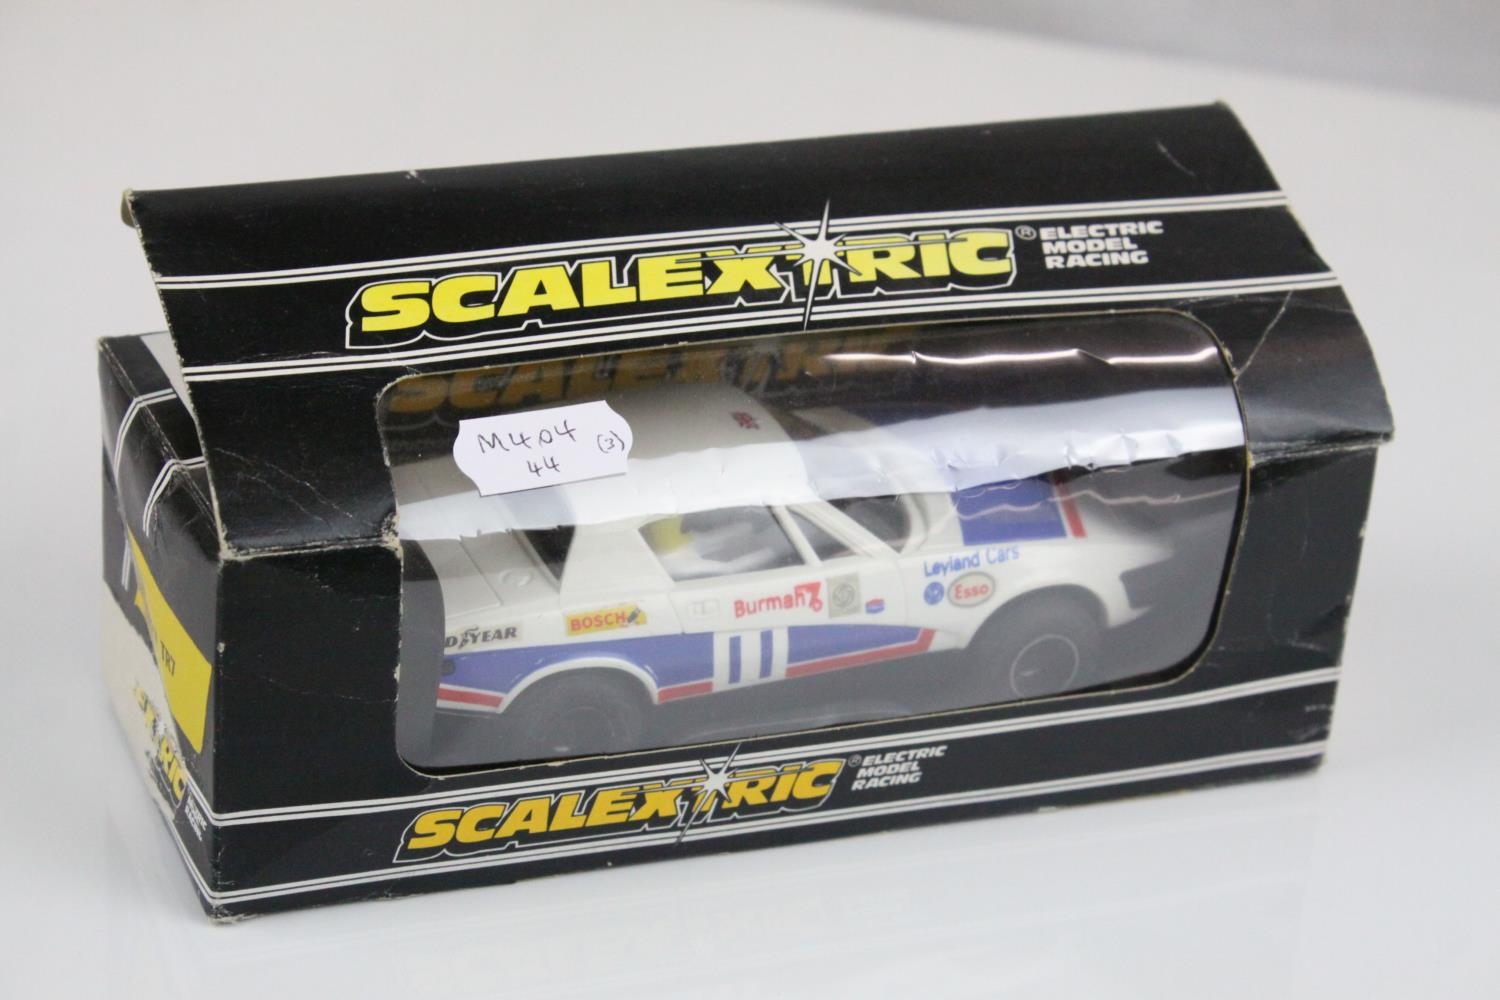 SCALEXTRIC®
ELECTRIC
MODEL
RACING
SCALEXTRIC
M404 (3)
44
Leyland Cars
Esso
Burmah
BOSCH
YEAR
11
TR7
SCALEXTRIC®
ELECTRIC
MODEL
RACING